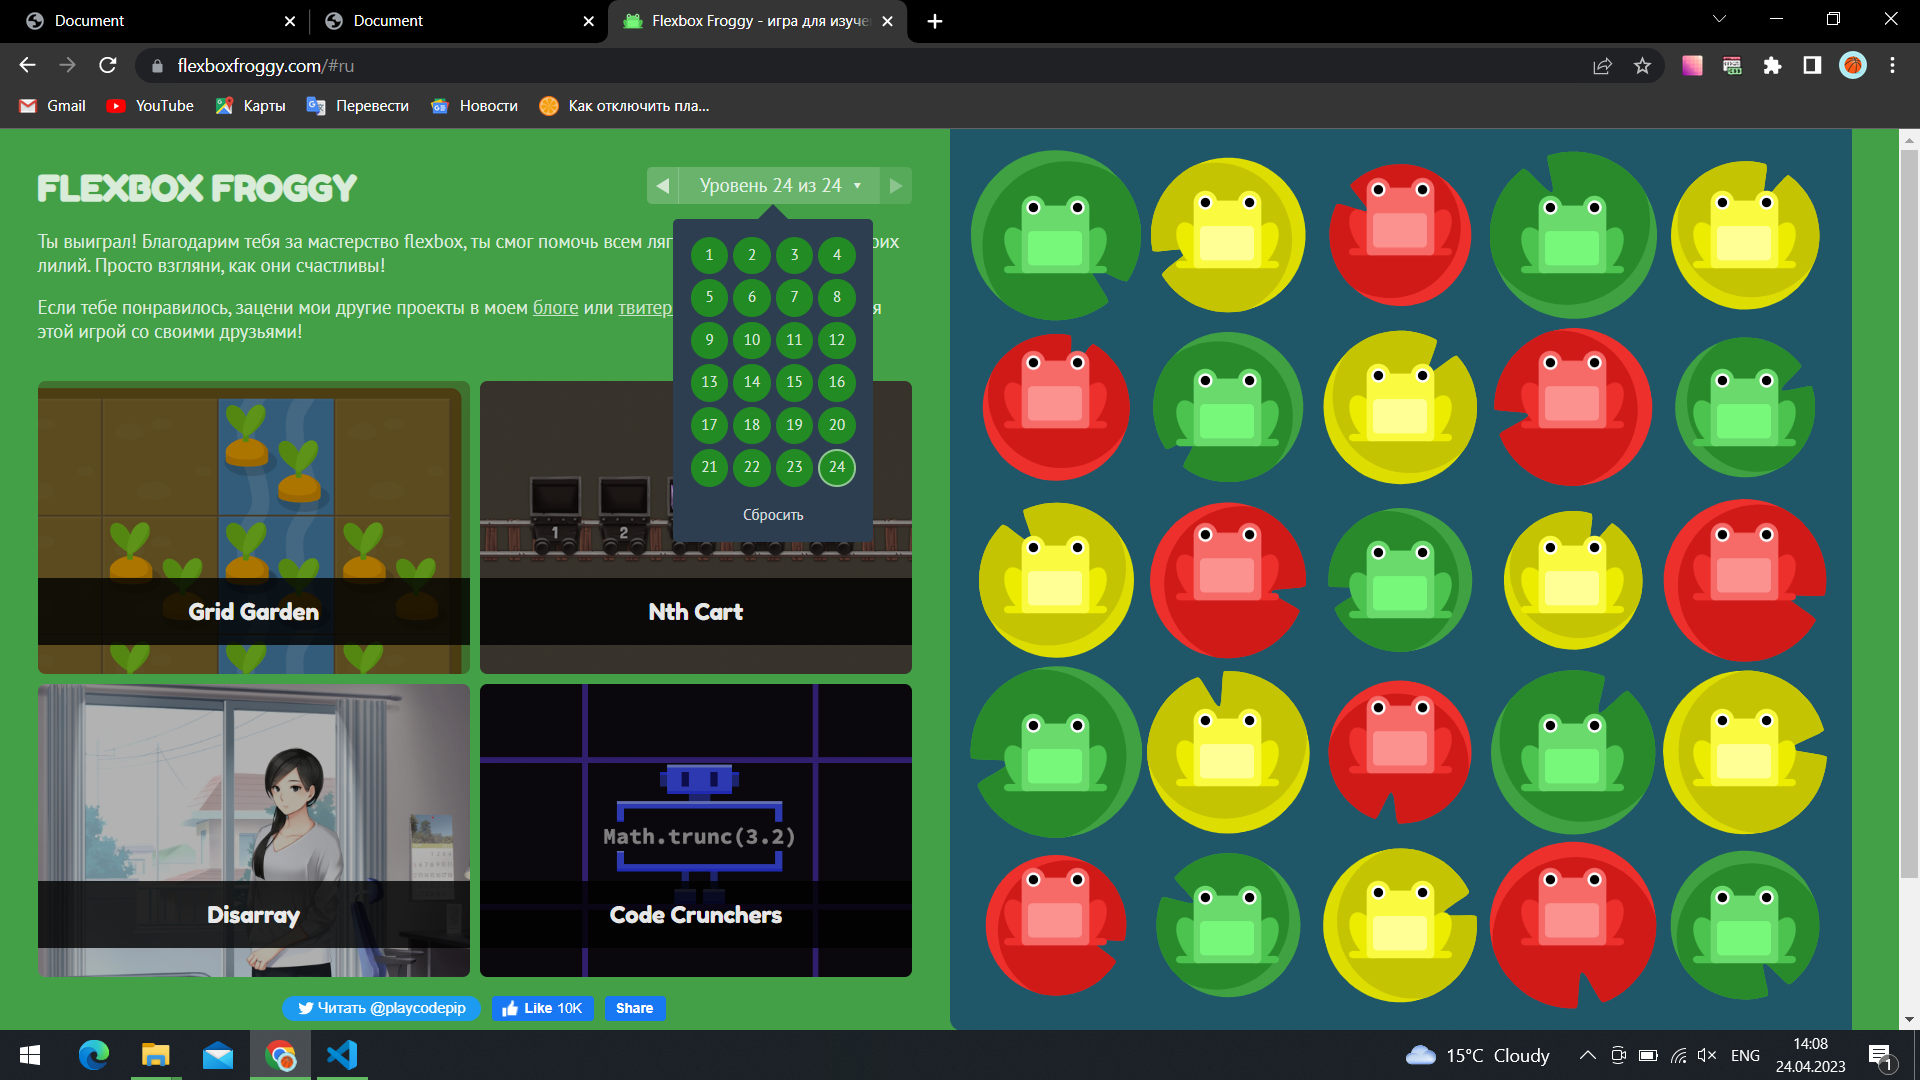 Document
Document
Flexbox Froggy - игра для изуче
flexboxfroggy.com/#ru
Gmail
YouTube
Карты
Перевести
Новости
Как отключить пла...
FLEXBOX FROGGY
Уровень 24 из 24
Ты выиграл! Благодарим тебя за мастерство flexbox, ты смог помочь всем
лилий. Просто взгляни, как они счастливы!
Если тебе понравилось, зацени мои другие проекты в моем блоге или твитер
этой игрой со своими друзьями!
1 2 3 4
5 6 7 8
9 10 11 12
13 14 15 16
17 18 19 20
21 22 23 24
Сбросить
1 2
Grid Garden
Nth Cart
Math.trunc(3.2)
Disarray
Code Crunchers
Читать @playcodepip
Like 10K
Share
15°C Cloudy
ENG
14:08
24.04.2023
1